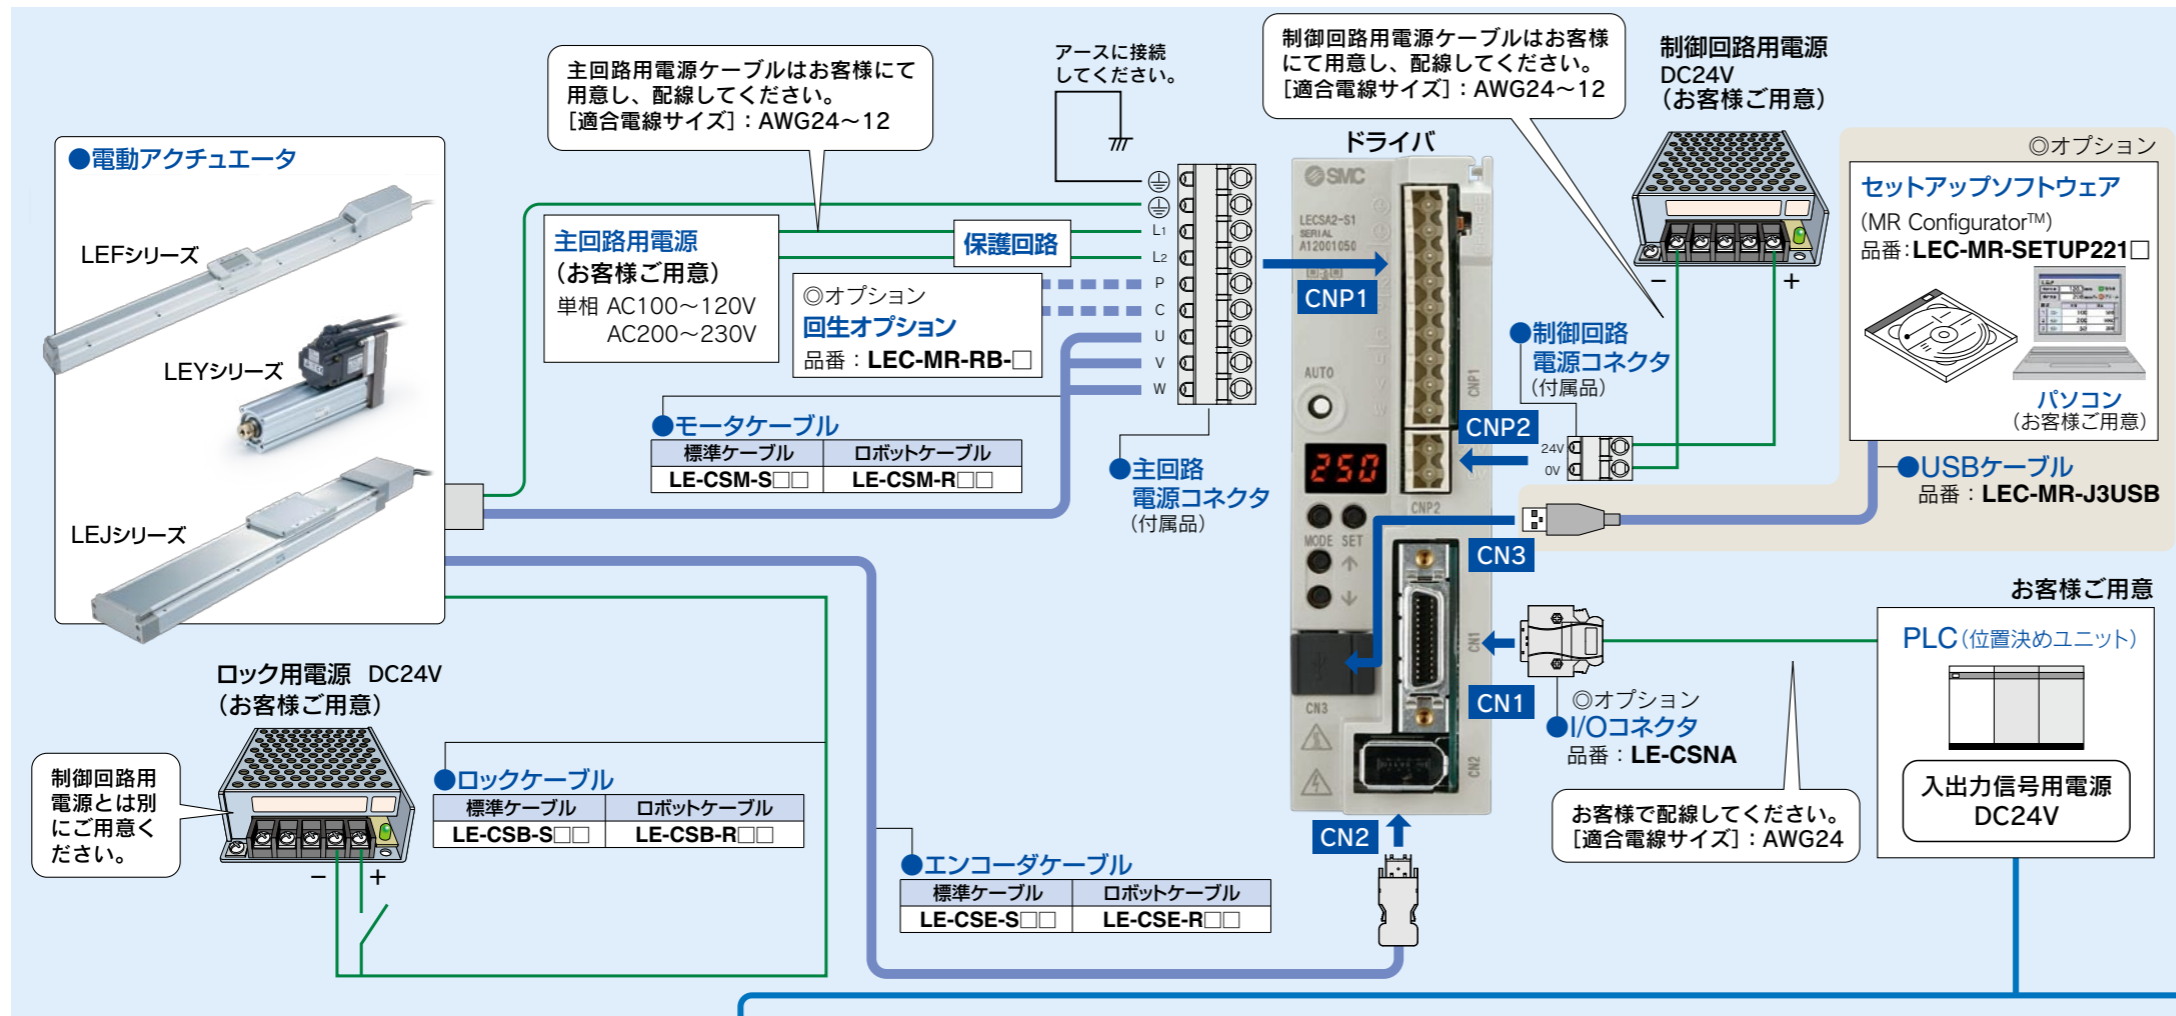 主回路用電源ケーブルはお客様にて
用意し、配線してください。
[適合電線サイズ]：AWG24～12
アースに接続
してください。
制御回路用電源ケーブルはお客様
にて用意し、配線してください。
[適合電線サイズ]：AWG24～12
制御回路用電源
DC24V
（お客様ご用意）
●電動アクチュエータ
LEFシリーズ
LEYシリーズ
LEJシリーズ
主回路用電源
（お客様ご用意）
単相 AC100～120V
AC200～230V
保護回路
◎オプション
回生オプション
品番：LEC-MR-RB-□
L1
L2
P
C
U
V
W
CNP1
ドライバ
SMC
LECSA2-S1
SERIAL
A12001050
AUTO
CNP1
250
CNP2
MODE SET
CN1
CN3
CN2
− +
●制御回路
電源コネクタ
（付属品）
CNP2
24V
0V
◎オプション
セットアップソフトウェア
(MR Configurator™)
品番：LEC-MR-SETUP221□
パソコン
（お客様ご用意）
●USBケーブル
品番：LEC-MR-J3USB
CN3
●モータケーブル
標準ケーブル ロボットケーブル
LE-CSM-S□□ LE-CSM-R□□
●主回路
電源コネクタ
（付属品）
お客様ご用意
PLC（位置決めユニット）
入出力信号用電源
DC24V
CN1
◎オプション
●I/Oコネクタ
品番：LE-CSNA
お客様で配線してください。
[適合電線サイズ]：AWG24
ロック用電源 DC24V
（お客様ご用意）
制御回路用
電源とは別
にご用意く
ださい。
− +
●ロックケーブル
標準ケーブル ロボットケーブル
LE-CSB-S□□ LE-CSB-R□□
CN2
●エンコーダケーブル
標準ケーブル ロボットケーブル
LE-CSE-S□□ LE-CSE-R□□